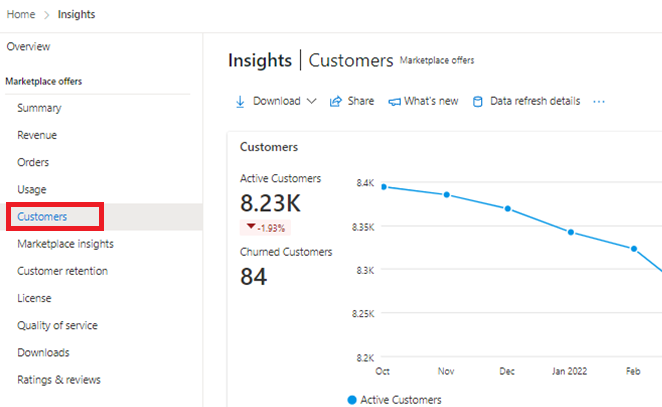 Home > Insights
Overview
Marketplace offers
Summary
Revenue
Orders
Usage
Customers
Marketplace insights
Customer retention
License
Quality of service
Downloads
Ratings & reviews
Insights | Customers Marketplace offers
Download Share What's new Data refresh details ...
Customers
Active Customers
8.23K
-1.93%
Churned Customers
84
8.4K
8.35K
8.3K
8.25K
8.2K
Oct Nov Dec Jan 2022 Feb
Active Customers